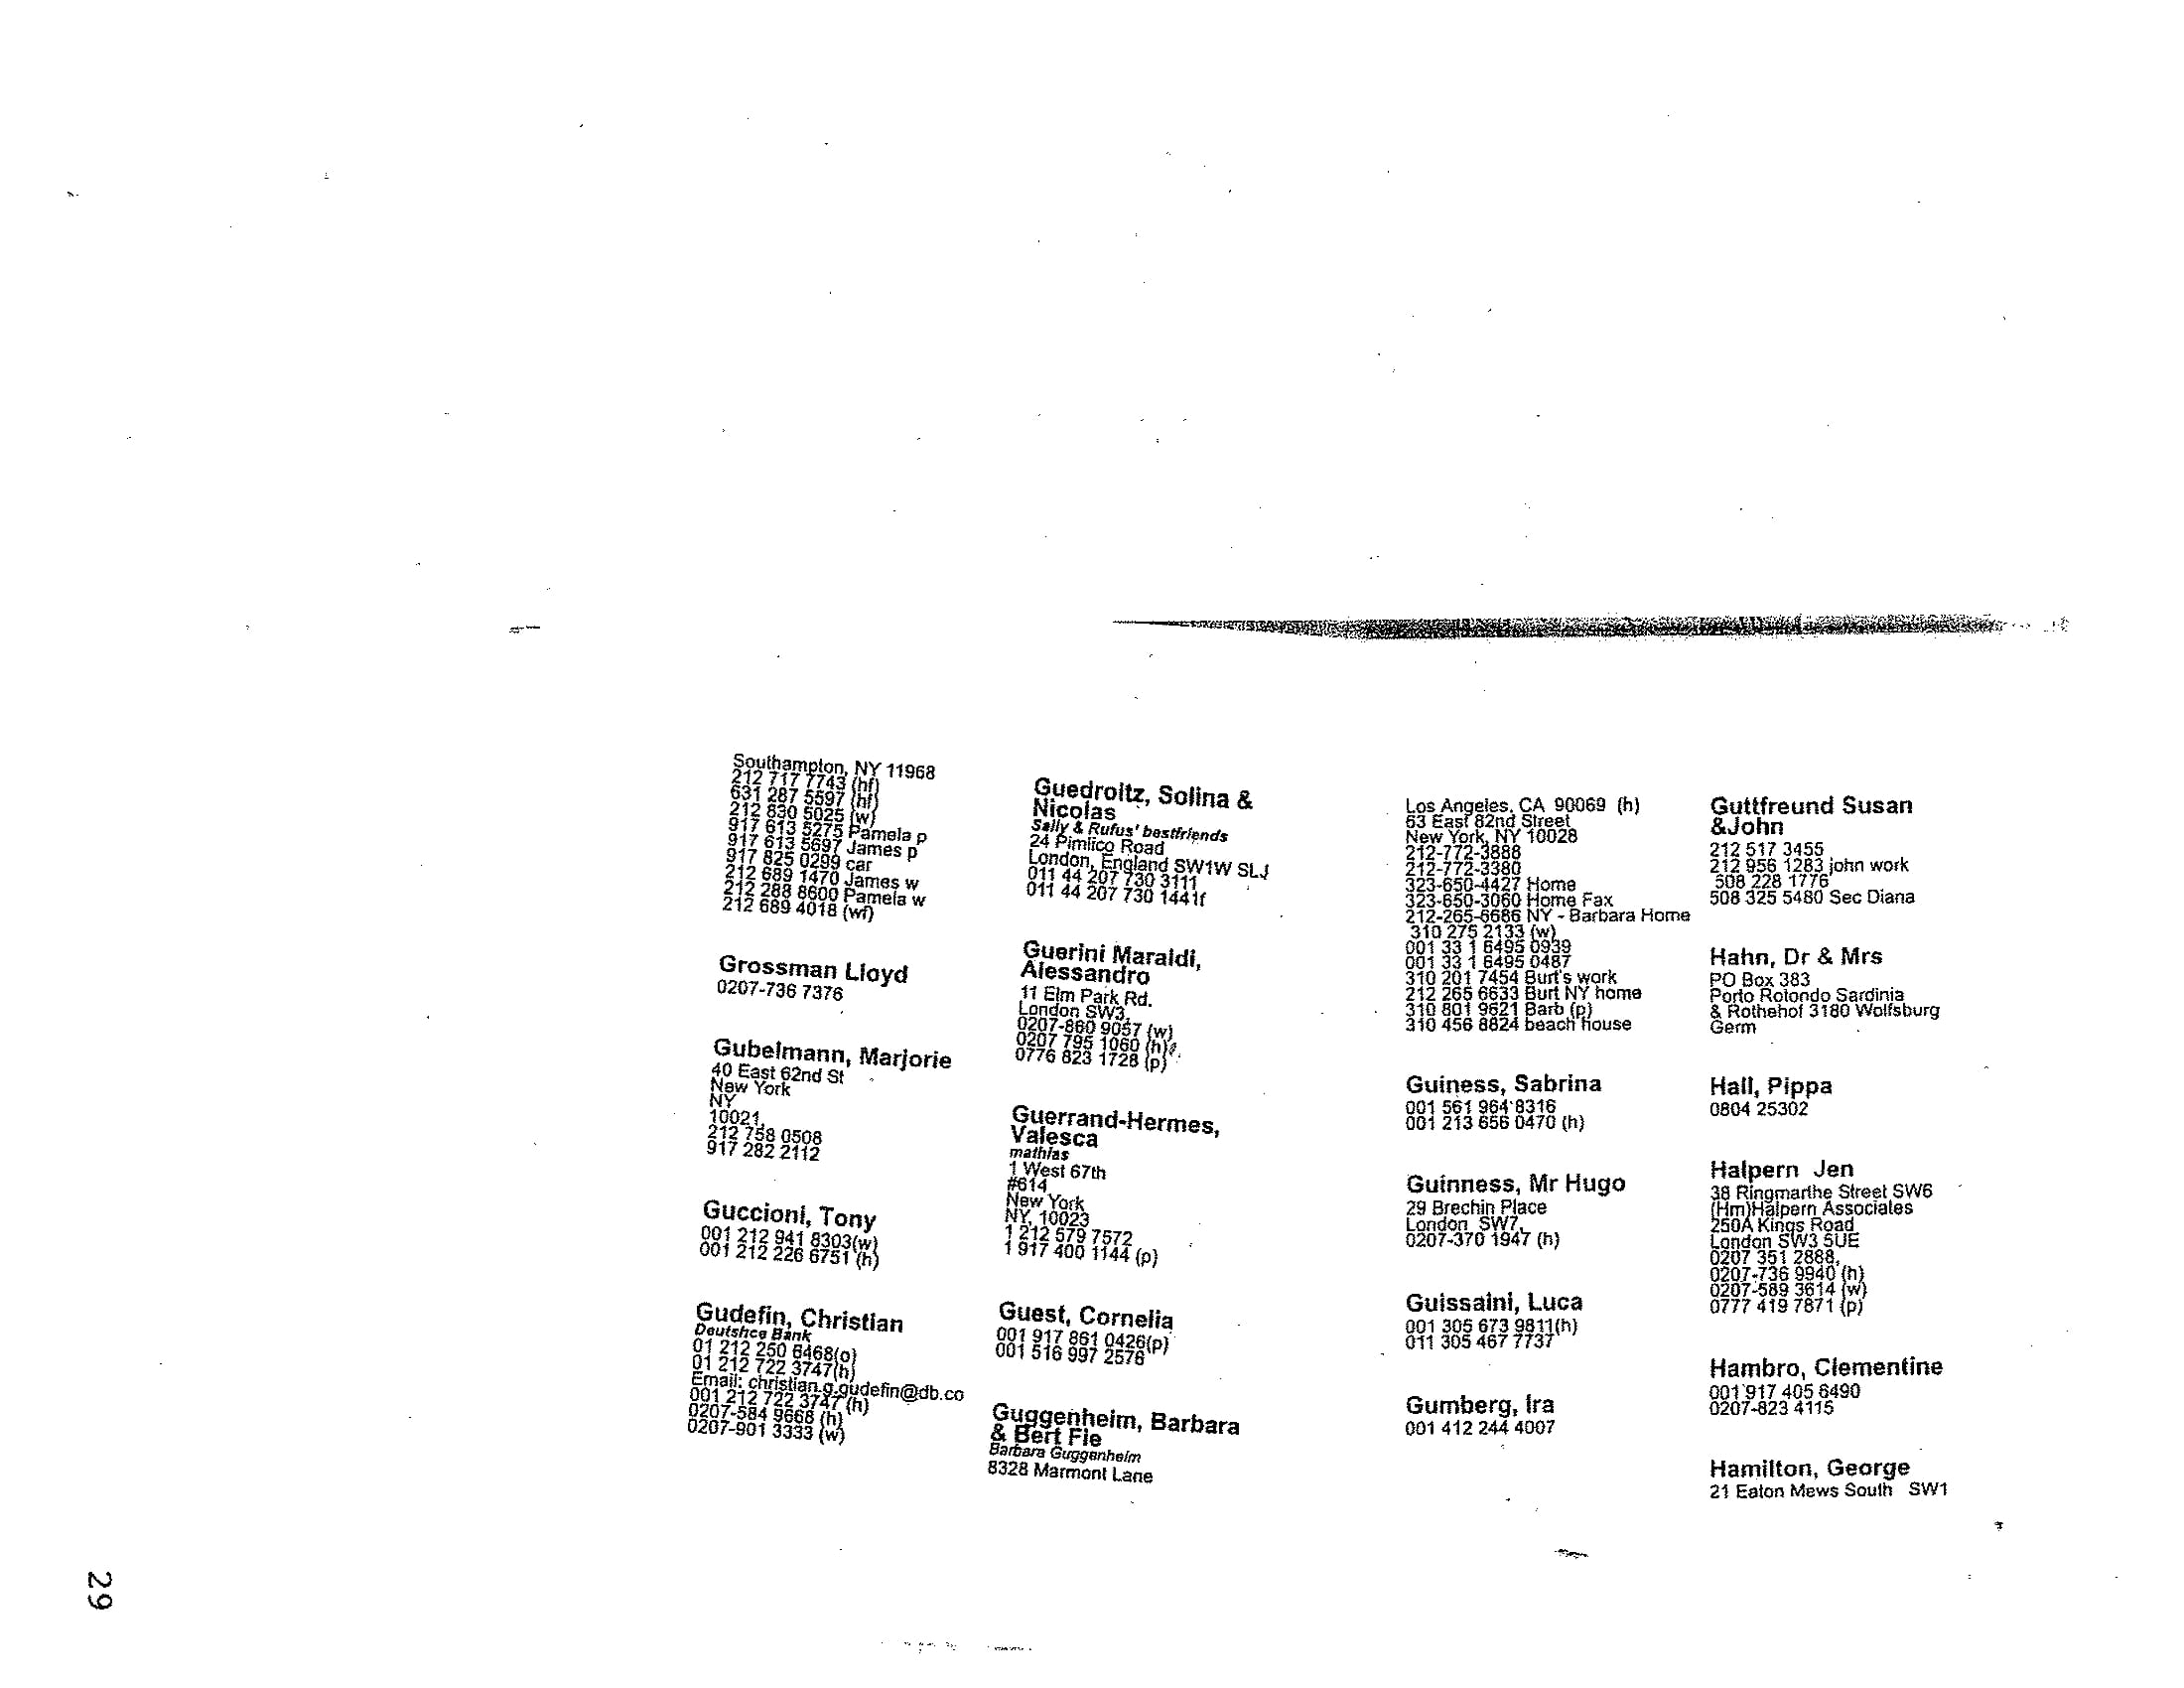 Southampton, NY 11968
212 717 7743 (hf)
631 287 5597 (hf)
212 830 5025 (w)
917 613 5275 Pamela p
917 613 5697 James p
917 825 0299 car
212 689 1470 James w
212 288 8600 Pamela w
212 689 4018 (wf)
Grossman Lloyd
0207-736 7376
Gubelmann, Marjorie
40 East 62nd St
New York
NY
10021,
212 758 0508
917 282 2112
Guccioni, Tony
001 212 941 8303(w)
001 212 226 6751 (h)
Gudefin, Christian
Deutshce Bank
01 212 250 6468(o)
01 212 722 3747(h)
Email: christian.g.gudefin@db.co
001 212 722 3747 (h)
0207-584 9668 (h)
0207-901 3333 (w)
Guedroitz, Solina &
Nicolas
Sally & Rufus' bestfriends
24 Pimlico Road
London, England SW1W SLJ
011 44 207 730 3111
011 44 207 730 1441f
Guerini Maraldi,
Alessandro
11 Elm Park Rd.
London SW3,
0207-860 9057 (w)
0207 795 1060 (h)
0776 823 1728 (p)
Guerrand-Hermes,
Valesca
mathias
1 West 67th
#614
New York
NY, 10023
1 212 579 7572
1 917 400 1144 (p)
Guest, Cornelia
001 917 861 0426(p)
001 516 997 2576
Guggenheim, Barbara
& Bert Fie
Barbara Guggenheim
8328 Marmont Lane
Los Angeles, CA 90069 (h)
63 East 82nd Street
New York, NY 10028
212-772-3888
212-772-3380
323-650-4427 Home
323-650-3060 Home Fax
212-265-6686 NY - Barbara Home
310 275 2133 (w)
001 33 1 6495 0939
001 33 1 6495 0487
310 201 7454 Burt's work
212 265 6633 Burt NY home
310 801 9621 Barb (p)
310 456 8824 beach house
Guiness, Sabrina
001 561 964 8316
001 213 656 0470 (h)
Guinness, Mr Hugo
29 Brechin Place
London SW7,
0207-370 1947 (h)
Guissaini, Luca
001 305 673 9811(h)
011 305 467 7737
Gumberg, Ira
001 412 244 4007
Guttfreund Susan
&John
212 517 3455
212 956 1283 john work
508 228 1776
508 325 5480 Sec Diana
Hahn, Dr & Mrs
PO Box 383
Porto Rotondo Sardinia
& Rothehof 3180 Wolfsburg
Germ
Hall, Pippa
0804 25302
Halpern Jen
38 Ringmarthe Street SW6
(Hm)Halpern Associates
250A Kings Road
London SW3 5UE
0207 351 2888,
0207-736 9940 (h)
0207-589 3614 (w)
0777 419 7871 (p)
Hambro, Clementine
001 917 405 6490
0207-823 4115
Hamilton, George
21 Eaton Mews South SW1
29